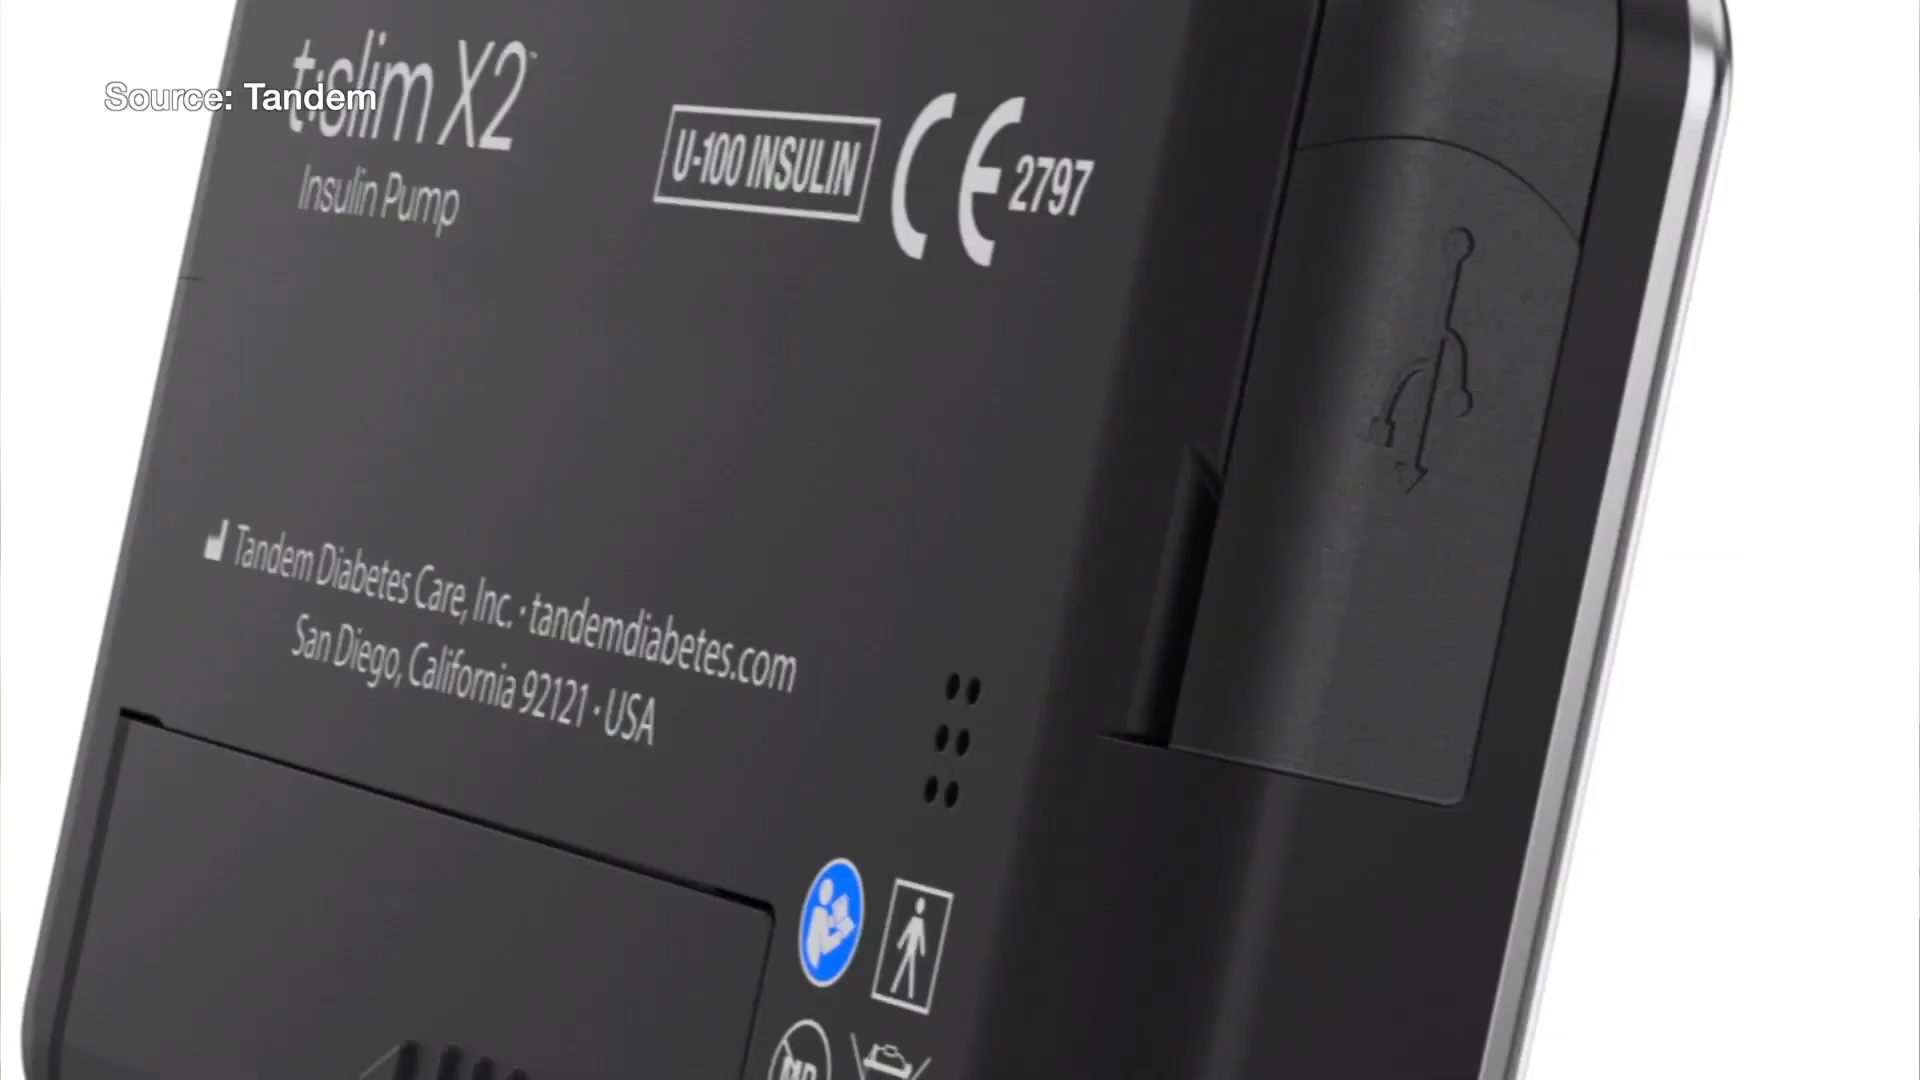 Source: Tandem
t:slim X2™
Insulin Pump
U-100 INSULIN
CE 2797
Tandem Diabetes Care, Inc. · tandemdiabetes.com
San Diego, California 92121 · USA